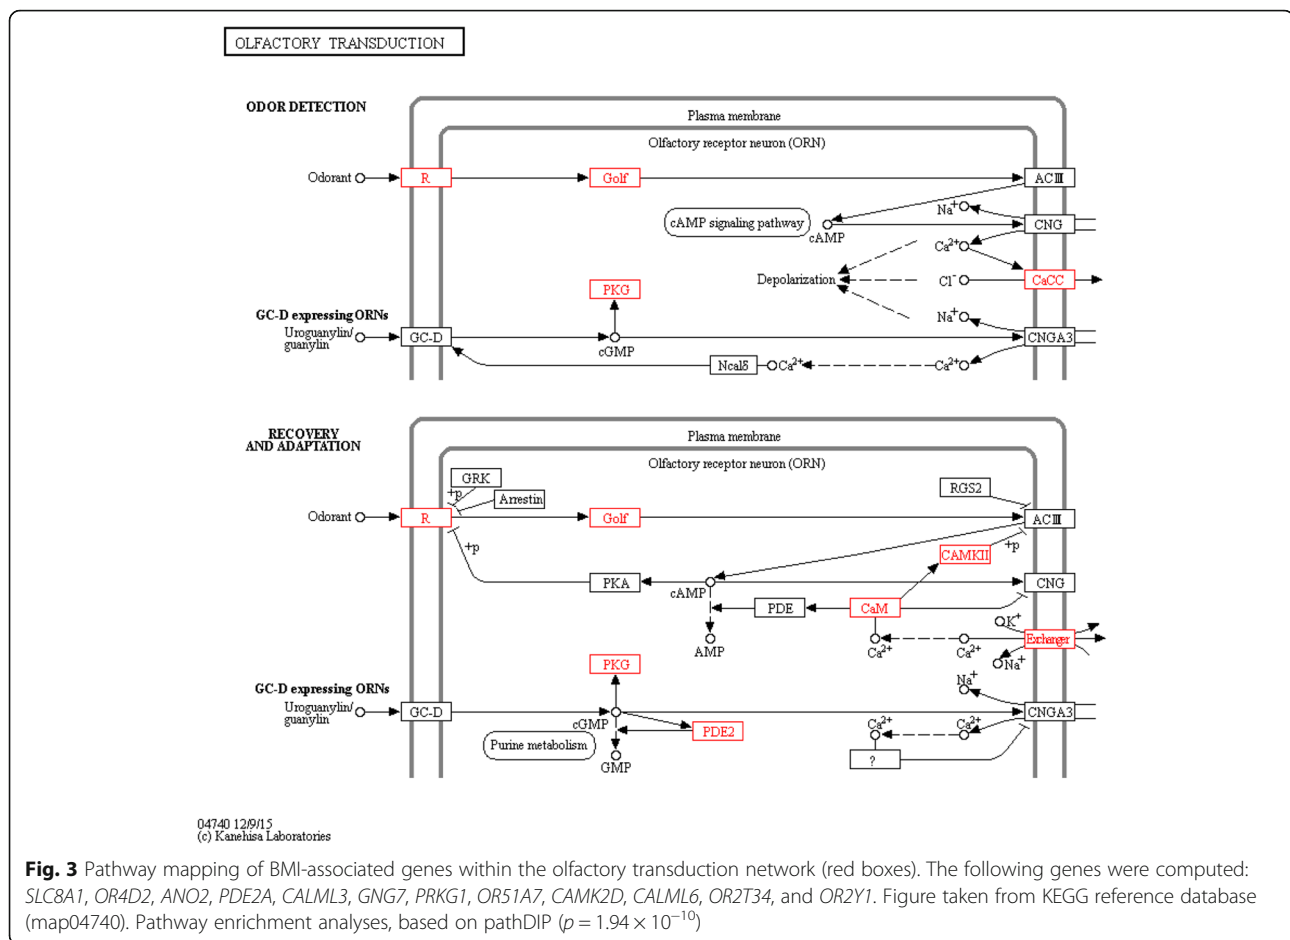 OLFACTORY TRANSDUCTION
ODOR DETECTION
Plasma membrane
Olfactory receptor neuron (ORN)
Odorant
R
Golf
ACIII
Na+
cAMP signaling pathway
cAMP
CNG
Ca2+
Depolarization
Cl-
CaCC
PKG
GC-D expressing ORNs
Uroguanylin/
guanylin
GC-D
cGMP
Na+
CNGA3
Ncalδ
Ca2+
Ca2+
RECOVERY
AND ADAPTATION
Plasma membrane
Olfactory receptor neuron (ORN)
GRK
+p
Arrestin
RGS2
Odorant
R
Golf
ACIII
+p
CAMKII
+p
PKA
cAMP
CNG
PDE
CaM
K+
Exchanger
AMP
Ca2+
Ca2+
Na+
PKG
GC-D expressing ORNs
Uroguanylin/
guanylin
GC-D
cGMP
Na+
CNGA3
PDE2
Ca2+
Ca2+
Purine metabolism
GMP
?
04740 12/9/15
(c) Kanehisa Laboratories
Fig. 3 Pathway mapping of BMI-associated genes within the olfactory transduction network (red boxes). The following genes were computed:
SLC8A1, OR4D2, ANO2, PDE2A, CALML3, GNG7, PRKG1, OR51A7, CAMK2D, CALML6, OR2T34, and OR2Y1. Figure taken from KEGG reference database
(map04740). Pathway enrichment analyses, based on pathDIP (p = 1.94 × 10−10)